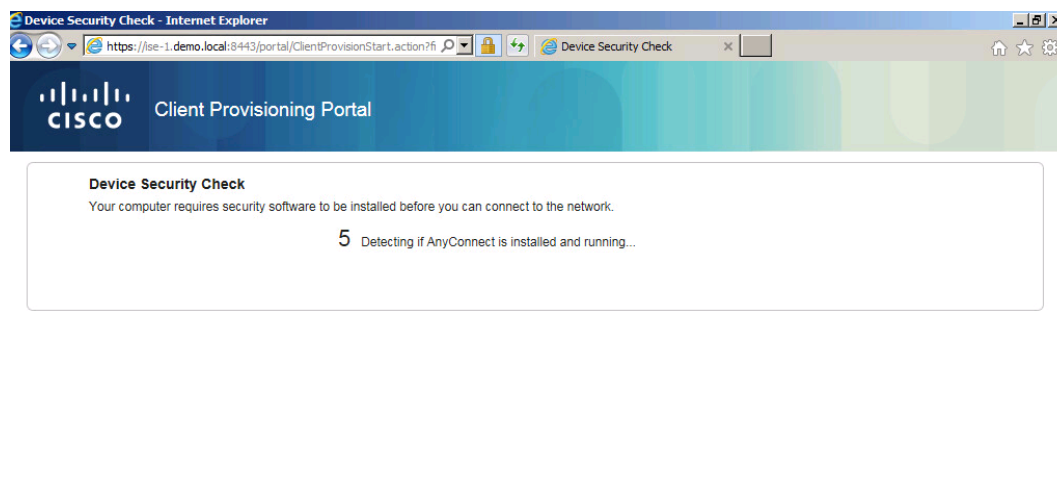 Device Security Check - Internet Explorer
https://ise-1.demo.local:8443/portal/ClientProvisionStart.action?fi
Device Security Check
CISCO
Client Provisioning Portal
Device Security Check
Your computer requires security software to be installed before you can connect to the network.
5 Detecting if AnyConnect is installed and running...